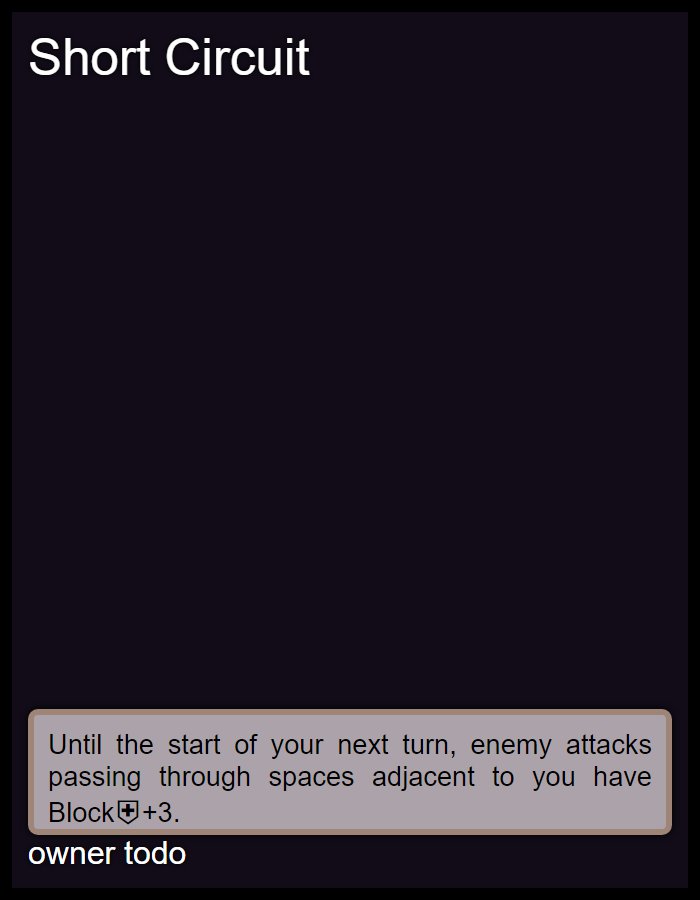 Short Circuit
Until the start of your next turn, enemy attacks
passing through spaces adjacent to you have
Block⛨+3.
owner todo